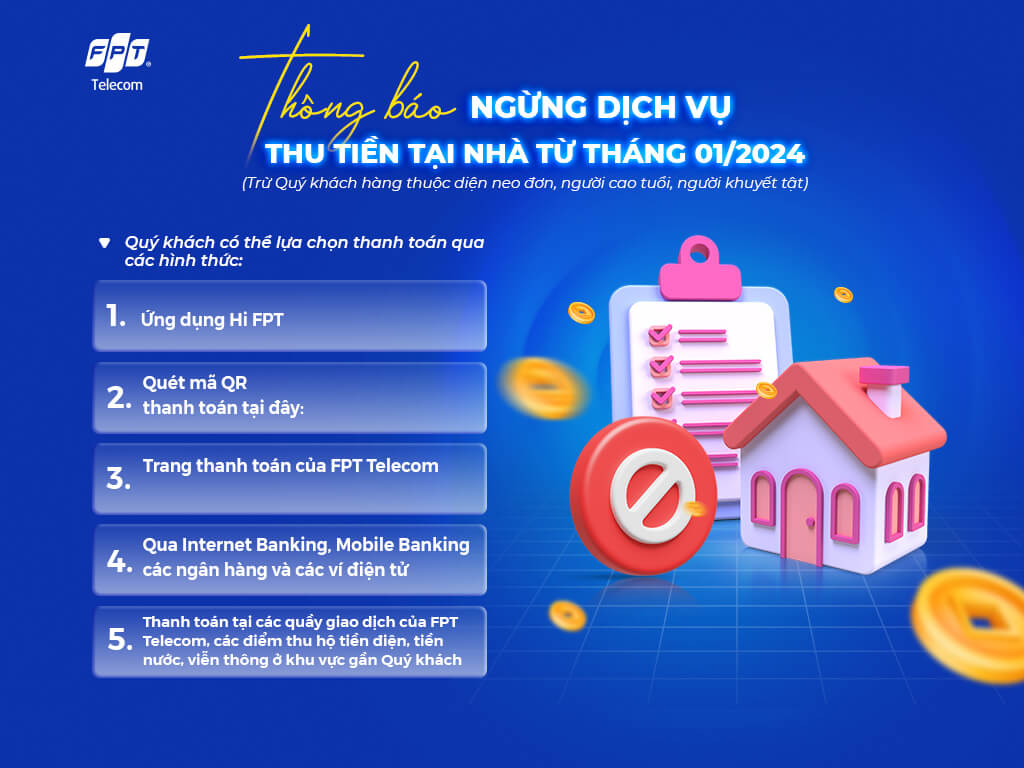 FPT
Telecom
Thông báo NGỪNG DỊCH VỤ
THU TIỀN TẠI NHÀ TỪ THÁNG 01/2024
(Trừ Quý khách hàng thuộc diện neo đơn, người cao tuổi, người khuyết tật)
Quý khách có thể lựa chọn thanh toán qua
các hình thức:
1. Ứng dụng Hi FPT
2. Quét mã QR
thanh toán tại đây:
3. Trang thanh toán của FPT Telecom
4. Qua Internet Banking, Mobile Banking
các ngân hàng và các ví điện tử
5. Thanh toán tại các quầy giao dịch của FPT
Telecom, các điểm thu hộ tiền điện, tiền
nước, viễn thông ở khu vực gần Quý khách